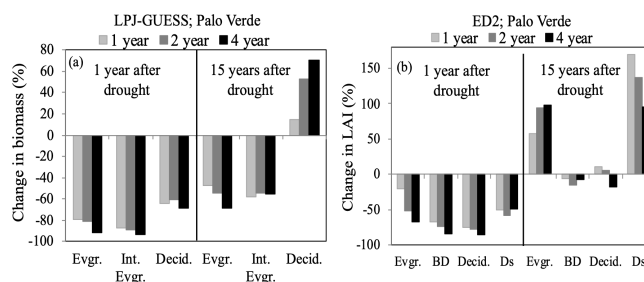 LPJ-GUESS; Palo Verde
1 year 2 year 4 year
Change in biomass (%)
80
60
40
20
0
-20
-40
-60
-80
-100
(a)
1 year after
drought
15 years after
drought
Evgr. Int. Evgr. Decid. Evgr. Int. Evgr. Decid.
ED2; Palo Verde
1 year 2 year 4 year
Change in LAI (%)
150
100
50
0
-50
-100
(b)
1 year after
drought
15 years after
drought
Evgr. BD Decid. Ds Evgr. BD Decid. Ds